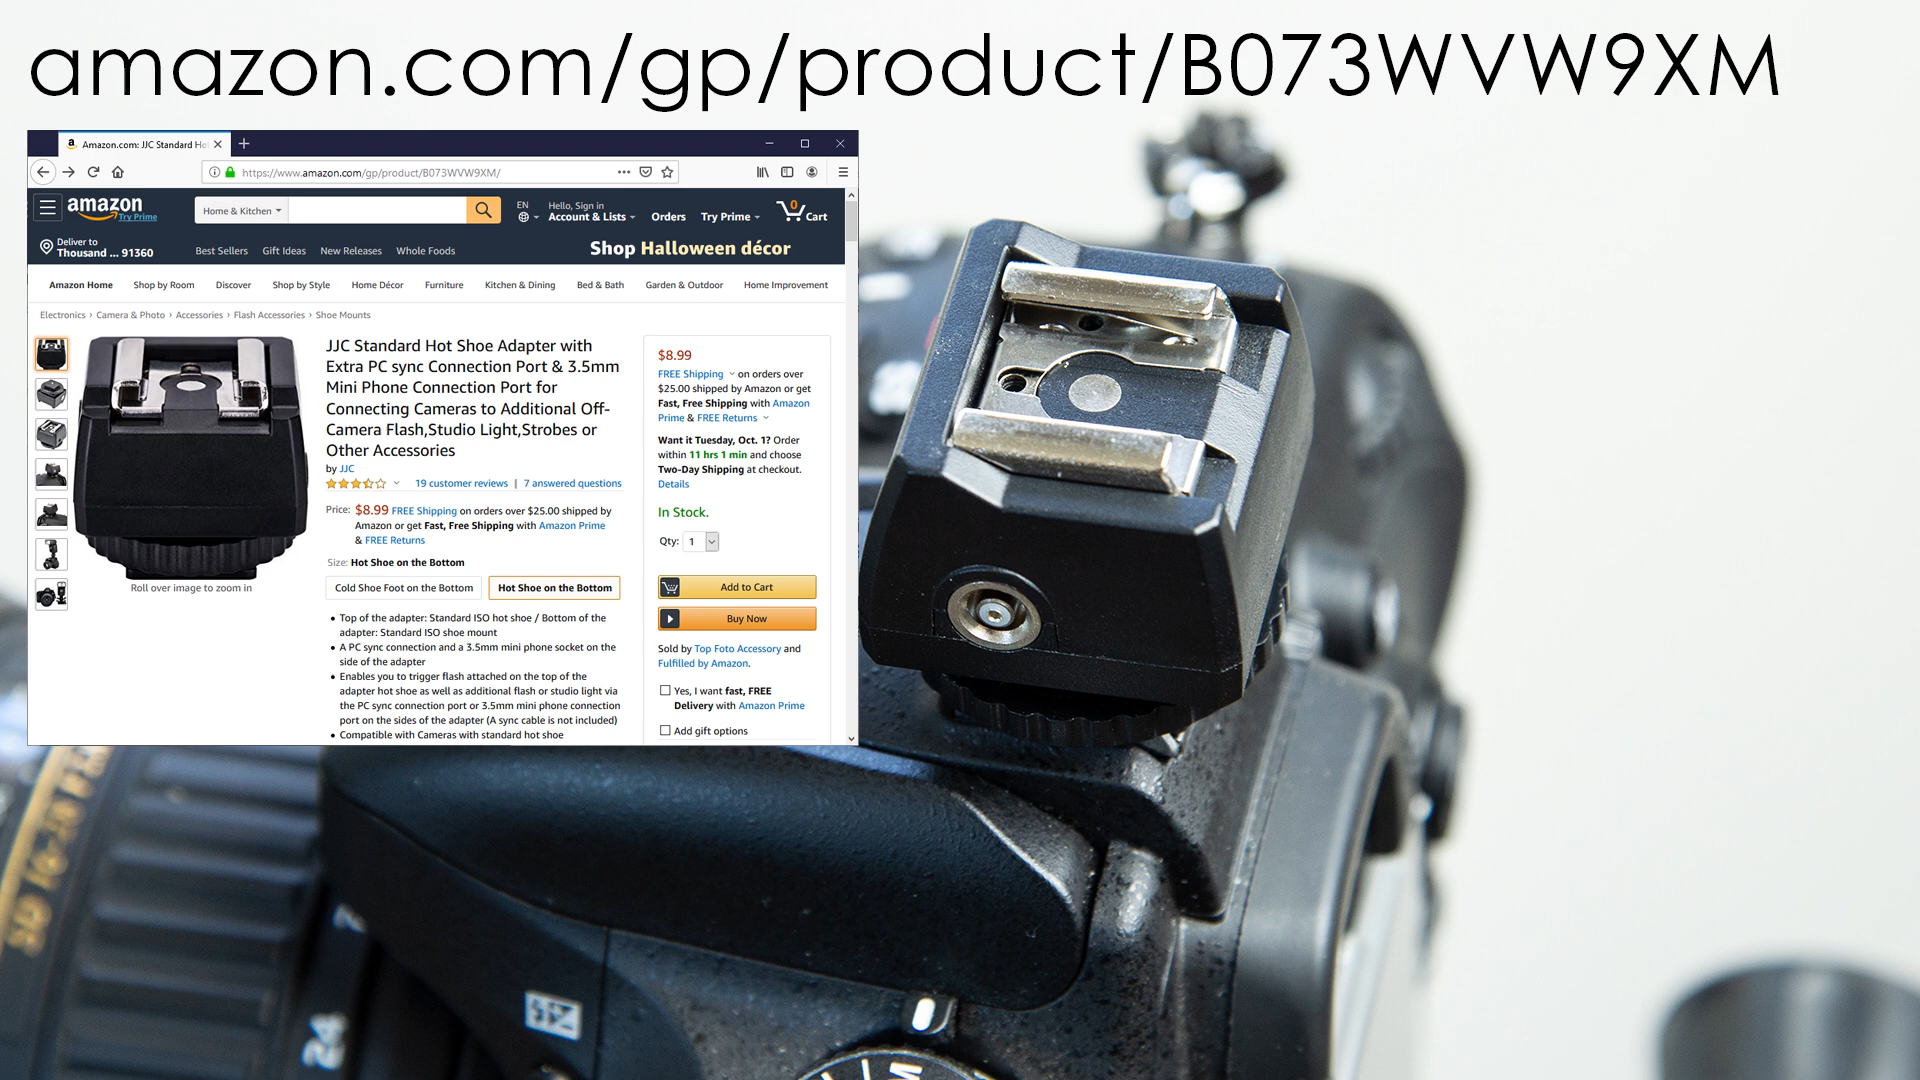 amazon.com/gp/product/B073WVW9XM
Amazon.com: JJC Standard Ho
https://www.amazon.com/gp/product/B073WVW9XM/
amazon
Try Prime
Home & Kitchen
EN
Hello, Sign in
Account & Lists
Orders
Try Prime
0
Cart
Deliver to
Thousand ... 91360
Best Sellers Gift Ideas New Releases Whole Foods
Shop Halloween décor
Amazon Home Shop by Room Discover Shop by Style Home Décor Furniture Kitchen & Dining Bed & Bath Garden & Outdoor Home Improvement
Electronics › Camera & Photo › Accessories › Flash Accessories › Shoe Mounts
Roll over image to zoom in
JJC Standard Hot Shoe Adapter with
Extra PC sync Connection Port & 3.5mm
Mini Phone Connection Port for
Connecting Cameras to Additional Off-
Camera Flash,Studio Light,Strobes or
Other Accessories
by JJC
19 customer reviews | 7 answered questions
Price: $8.99 FREE Shipping on orders over $25.00 shipped by
Amazon or get Fast, Free Shipping with Amazon Prime
& FREE Returns
Size: Hot Shoe on the Bottom
Cold Shoe Foot on the Bottom
Hot Shoe on the Bottom
• Top of the adapter: Standard ISO hot shoe / Bottom of the
adapter: Standard ISO shoe mount
• A PC sync connection and a 3.5mm mini phone socket on the
side of the adapter
• Enables you to trigger flash attached on the top of the
adapter hot shoe as well as additional flash or studio light via
the PC sync connection port or 3.5mm mini phone connection
port on the sides of the adapter (A sync cable is not included)
• Compatible with Cameras with standard hot shoe
$8.99
FREE Shipping on orders over
$25.00 shipped by Amazon or get
Fast, Free Shipping with Amazon
Prime & FREE Returns
Want it Tuesday, Oct. 1? Order
within 11 hrs 1 min and choose
Two-Day Shipping at checkout.
Details
In Stock.
Qty: 1
Add to Cart
Buy Now
Sold by Top Foto Accessory and
Fulfilled by Amazon.
Yes, I want fast, FREE
Delivery with Amazon Prime
Add gift options
SD 16-28 F2.8
24
M